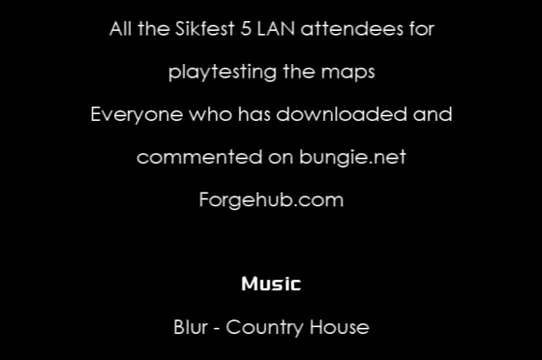 All the Sikfest 5 LAN attendees for
playtesting the maps
Everyone who has downloaded and
commented on bungie.net
Forgehub.com
Music
Blur - Country House